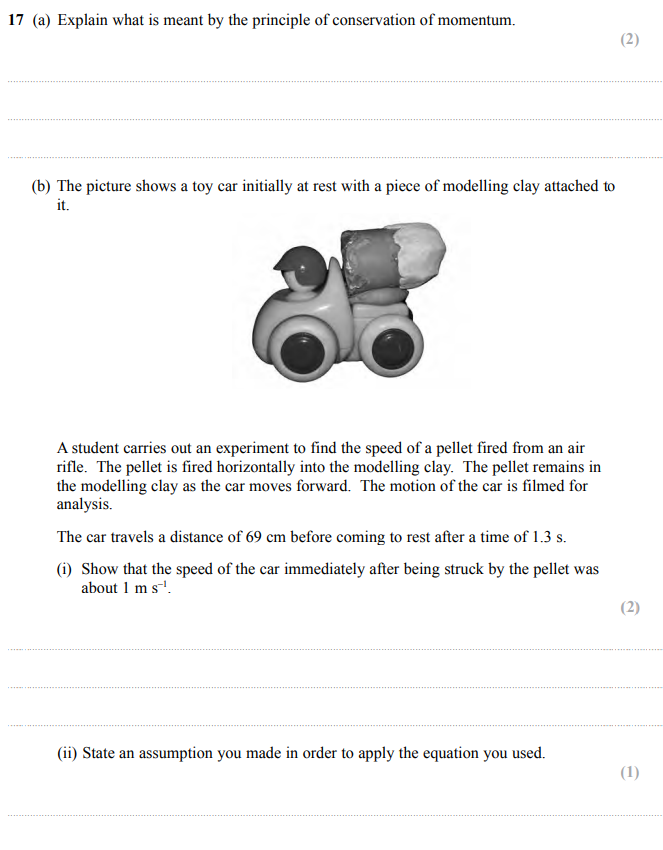 17 (a) Explain what is meant by the principle of conservation of momentum.
(2)
(b) The picture shows a toy car initially at rest with a piece of modelling clay attached to
it.
A student carries out an experiment to find the speed of a pellet fired from an air
rifle. The pellet is fired horizontally into the modelling clay. The pellet remains in
the modelling clay as the car moves forward. The motion of the car is filmed for
analysis.
The car travels a distance of 69 cm before coming to rest after a time of 1.3 s.
(i) Show that the speed of the car immediately after being struck by the pellet was
about 1 m s⁻¹.
(2)
(ii) State an assumption you made in order to apply the equation you used.
(1)